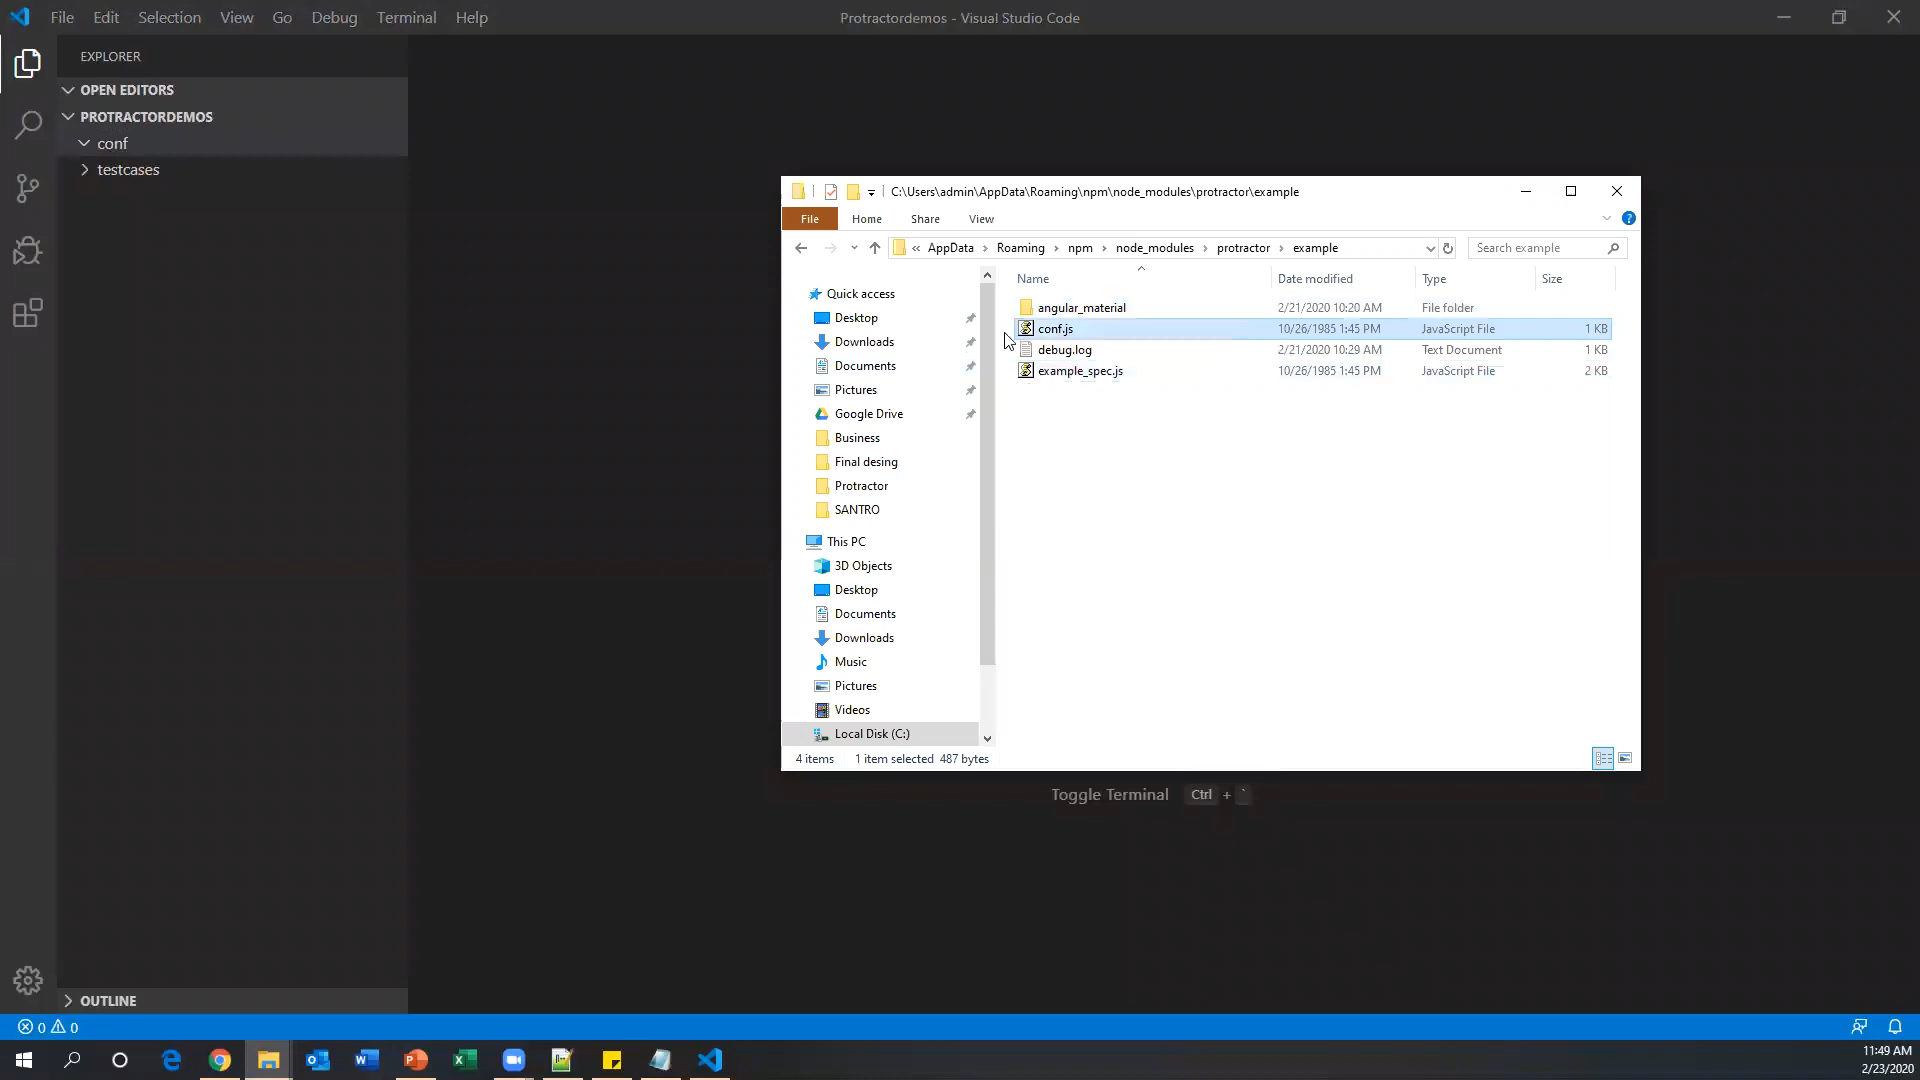 File Edit Selection View Go Debug Terminal Help
Protractordemos - Visual Studio Code
EXPLORER
OPEN EDITORS
PROTRACTORDEMOS
conf
testcases
C:\Users\admin\AppData\Roaming\npm\node_modules\protractor\example
File Home Share View
« AppData › Roaming › npm › node_modules › protractor › example
Search example
Name Date modified Type Size
angular_material 2/21/2020 10:20 AM File folder
conf.js 10/26/1985 1:45 PM JavaScript File 1 KB
debug.log 2/21/2020 10:29 AM Text Document 1 KB
example_spec.js 10/26/1985 1:45 PM JavaScript File 2 KB
Quick access
Desktop
Downloads
Documents
Pictures
Google Drive
Business
Final desing
Protractor
SANTRO
This PC
3D Objects
Desktop
Documents
Downloads
Music
Pictures
Videos
Local Disk (C:)
4 items 1 item selected 487 bytes
Toggle Terminal Ctrl + `
OUTLINE
0 0
11:49 AM
2/23/2020